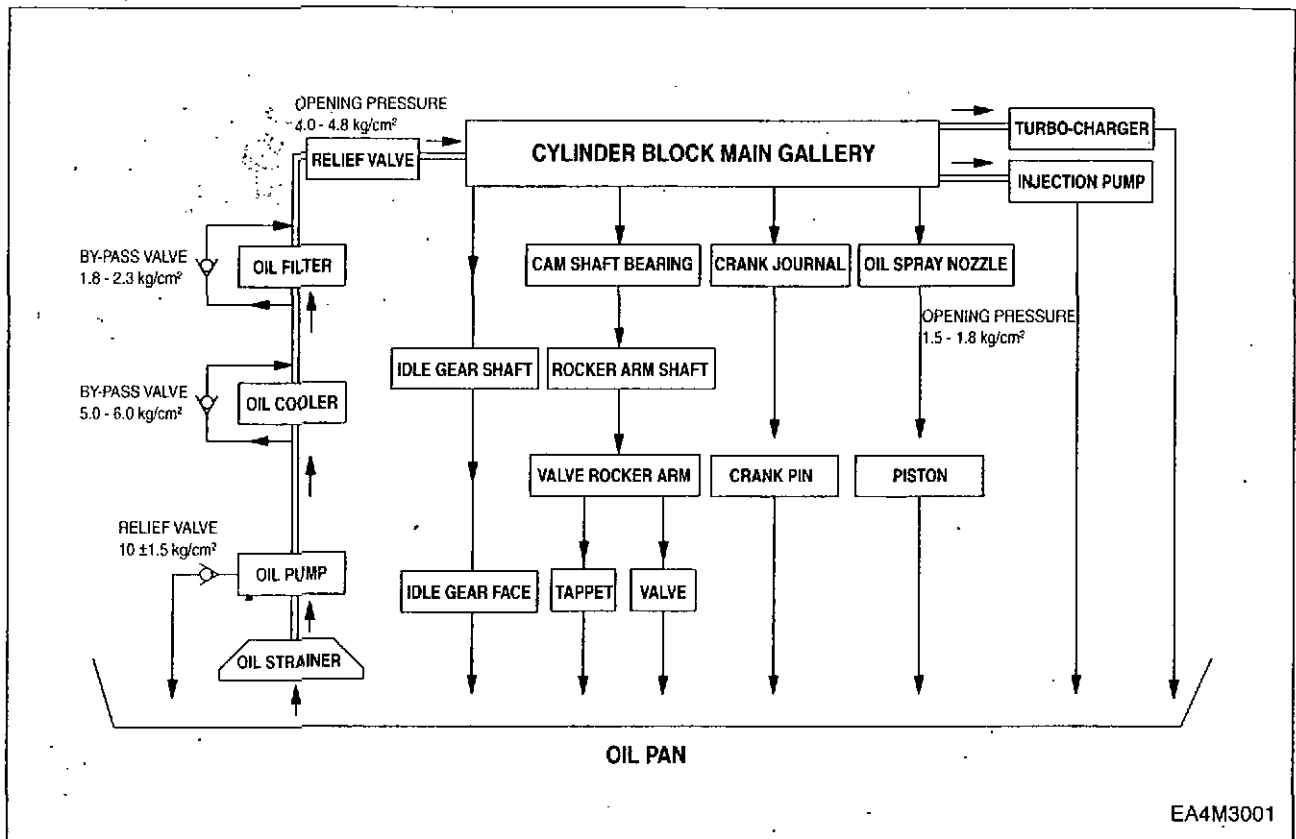 OPENING PRESSURE
4.0 - 4.8 kg/cm²
RELIEF VALVE
CYLINDER BLOCK MAIN GALLERY
TURBO-CHARGER
INJECTION PUMP
BY-PASS VALVE
1.8 - 2.3 kg/cm²
OIL FILTER
CAM SHAFT BEARING
CRANK JOURNAL
OIL SPRAY NOZZLE
OPENING PRESSURE
1.5 - 1.8 kg/cm²
IDLE GEAR SHAFT
ROCKER ARM SHAFT
BY-PASS VALVE
5.0 - 6.0 kg/cm²
OIL COOLER
VALVE ROCKER ARM
CRANK PIN
PISTON
RELIEF VALVE
10 ±1.5 kg/cm²
OIL PUMP
IDLE GEAR FACE
TAPPET
VALVE
OIL STRAINER
OIL PAN
EA4M3001